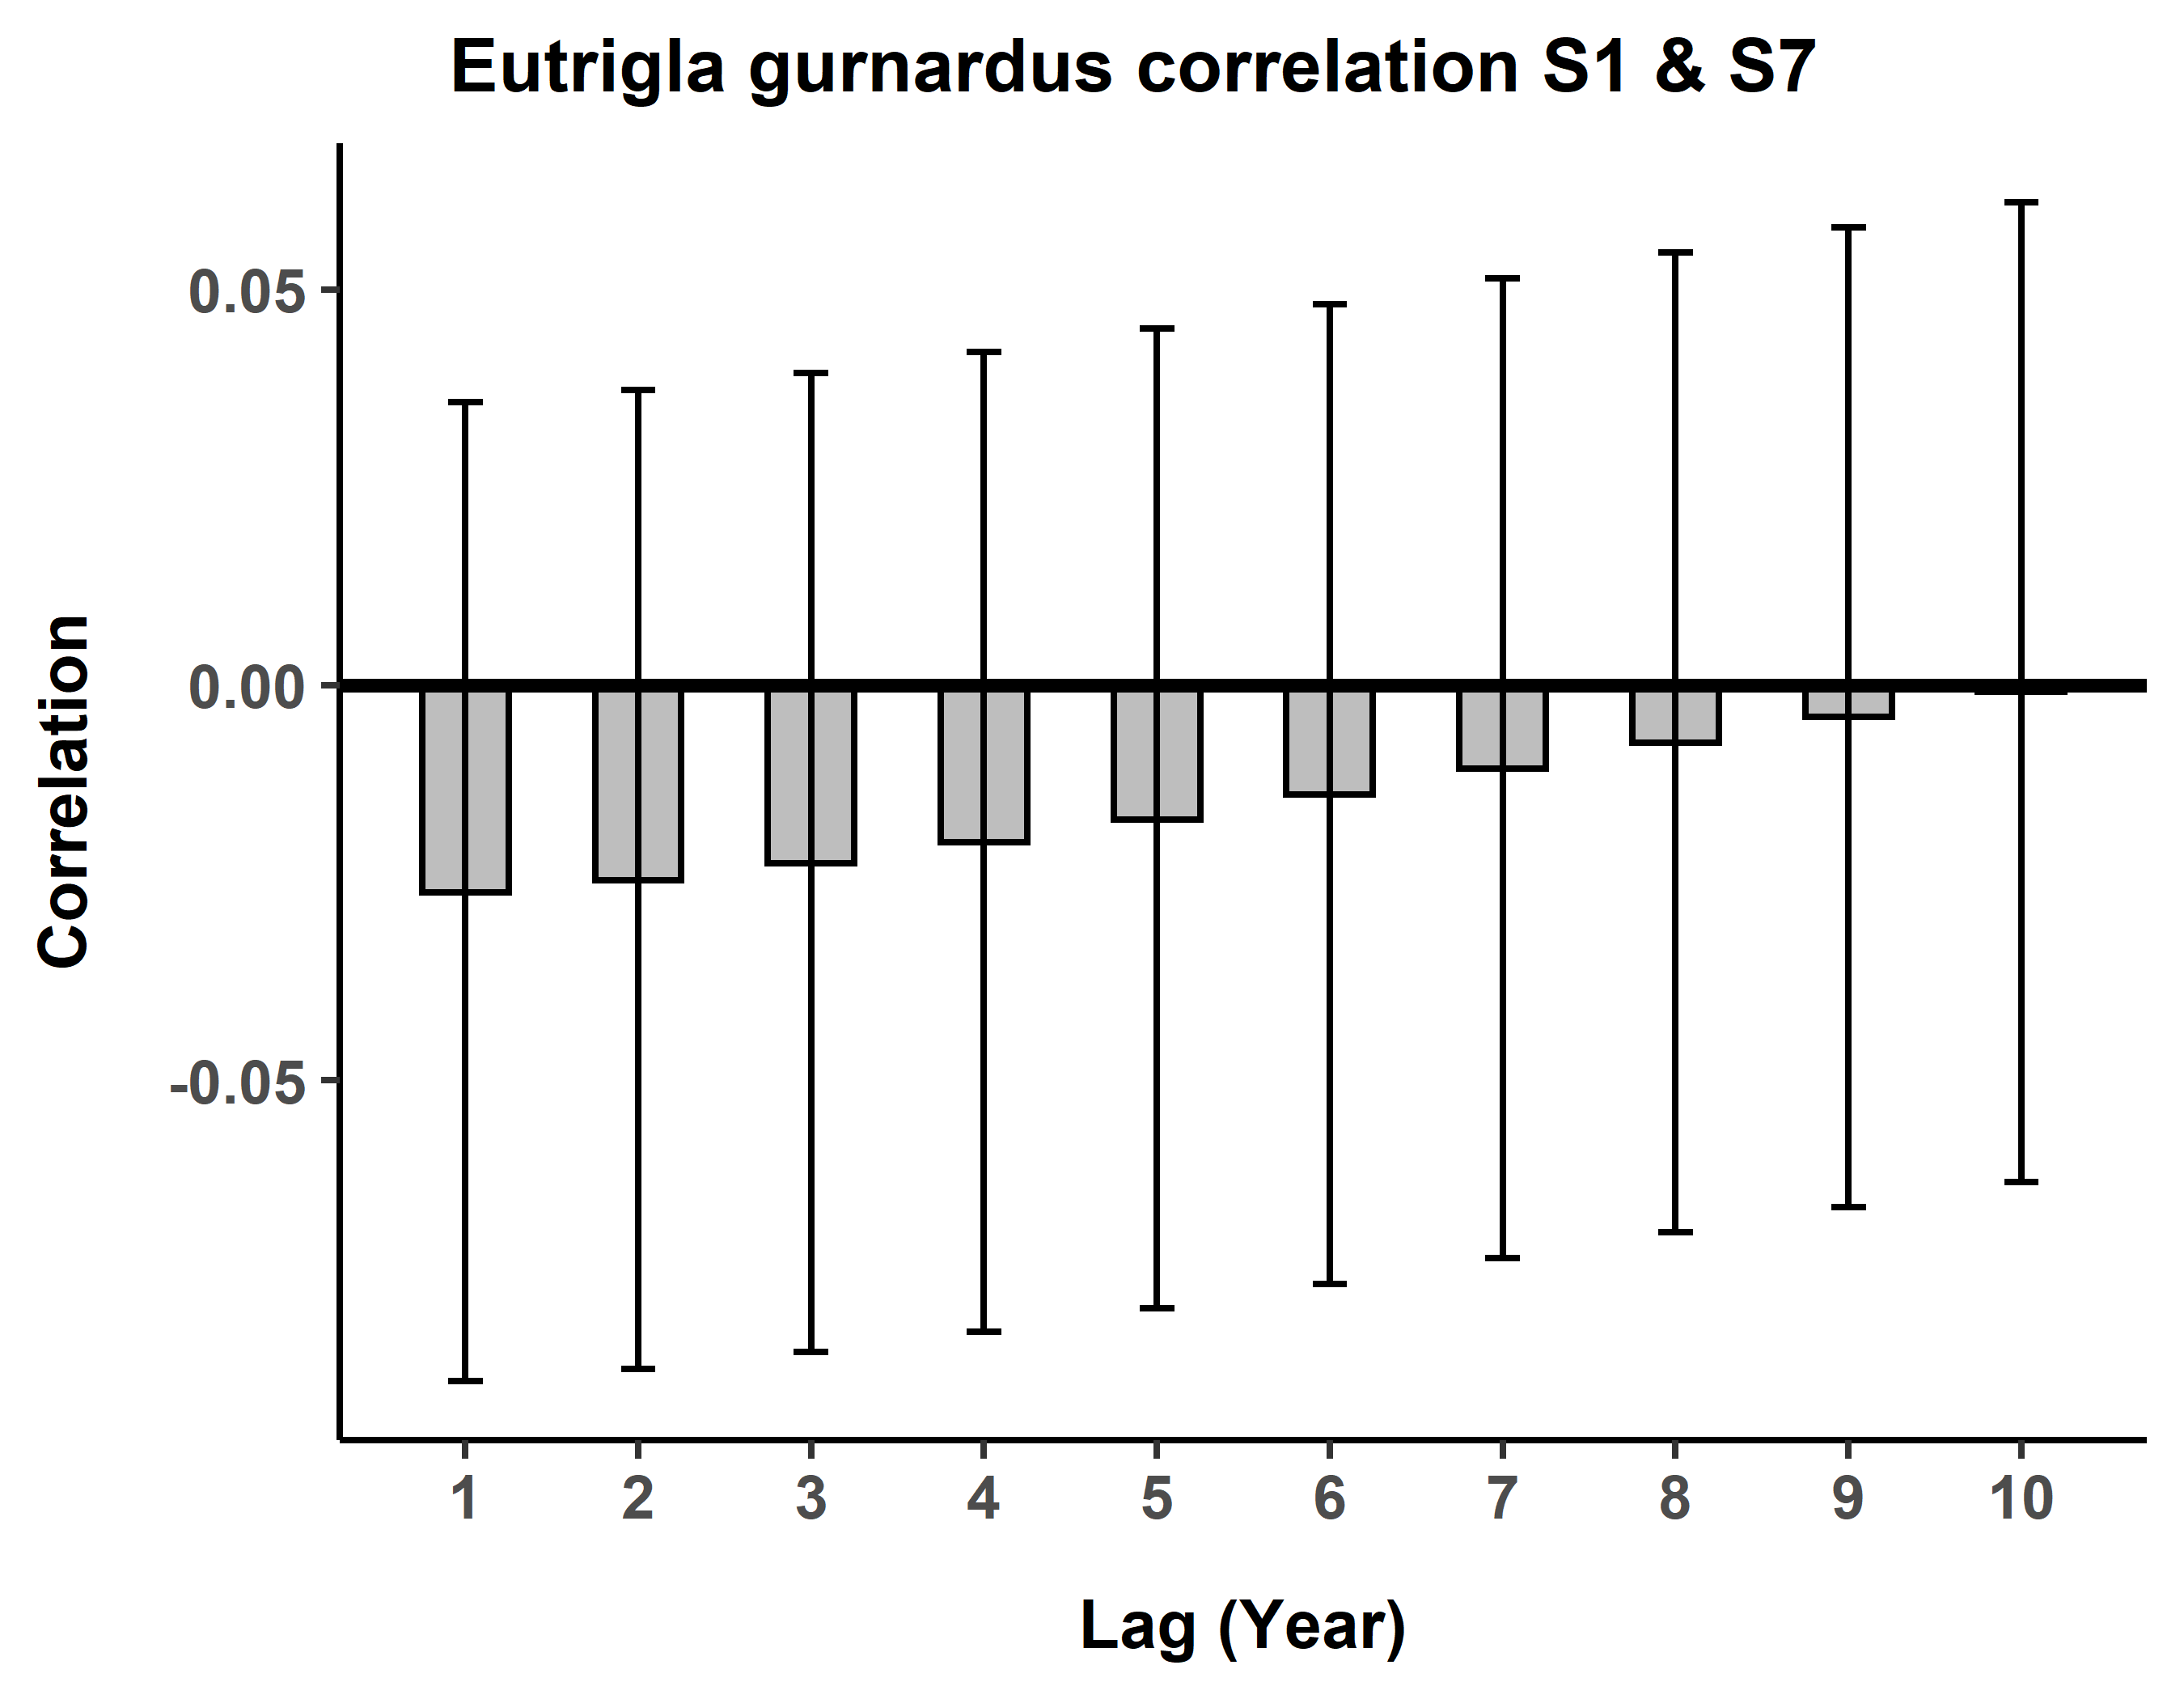 Eutrigla gurnardus correlation S1 & S7
Correlation
0.05
0.00
-0.05
1 2 3 4 5 6 7 8 9 10
Lag (Year)